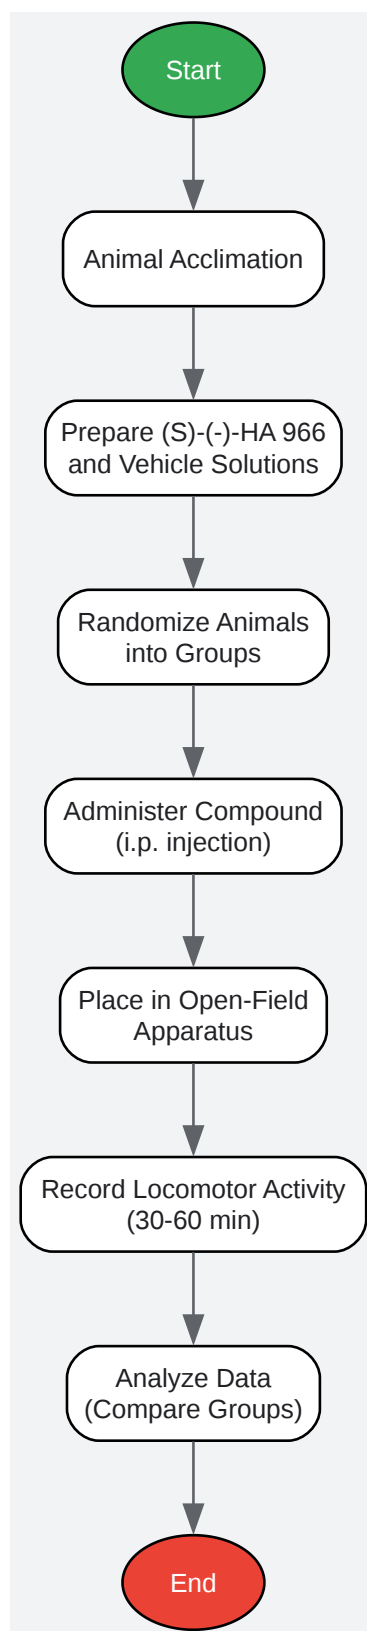 Start
Animal Acclimation
Prepare (S)-(-)-HA 966
and Vehicle Solutions
Randomize Animals
into Groups
Administer Compound
(i.p. injection)
Place in Open-Field
Apparatus
Record Locomotor Activity
(30-60 min)
Analyze Data
(Compare Groups)
End